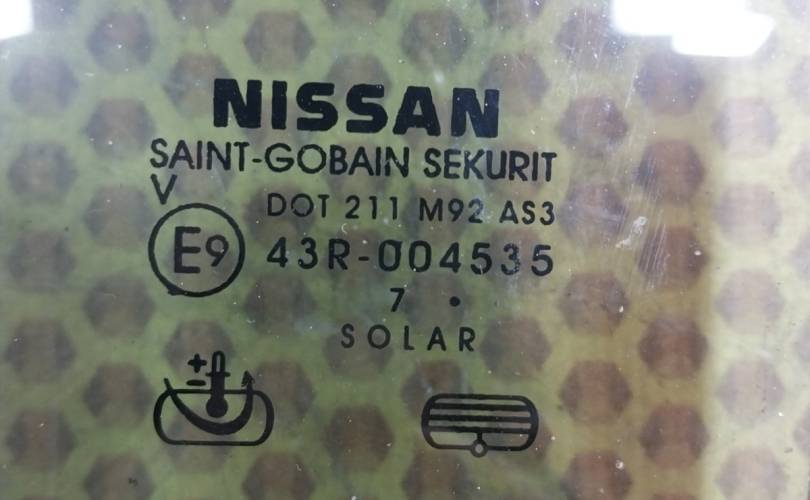 NISSAN
SAINT-GOBAIN SEKURIT
V
DOT 211 M92 AS3
E9 43R-004535
7 •
SOLAR
+
-